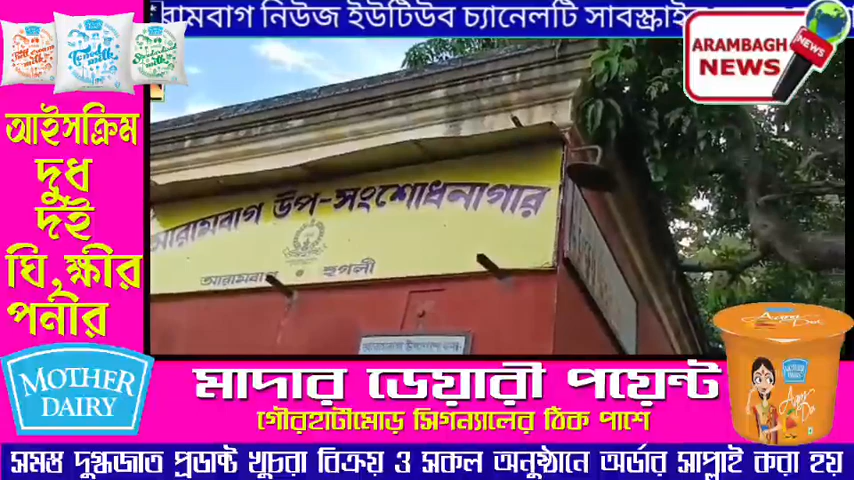 রামবাগ নিউজ ইউটিউব চ্যানেলটি সাবস্ক্রাই
ARAMBAGH
NEWS
NEWS
আইসক্রিম
দুধ
দই
ঘি,ক্ষীর
পনীর
MOTHER
DAIRY
আরামবাগ উপ-সংশোধনাগার
আরামবাগ • হুগলী
মাদার ডেয়ারী পয়েন্ট
গৌরহাটীমোড় সিগন্যালের ঠিক পাশে
সমস্ত দুগ্ধজাত প্রডাক্ট খুচরা বিক্রয় ও সকল অনুষ্ঠানে অর্ডার সাপ্লাই করা হয়